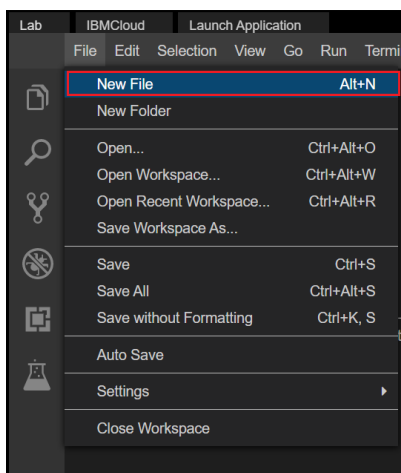 Lab IBMCloud Launch Application
File Edit Selection View Go Run Termi
New File Alt+N
New Folder
Open... Ctrl+Alt+O
Open Workspace... Ctrl+Alt+W
Open Recent Workspace... Ctrl+Alt+R
Save Workspace As...
Save Ctrl+S
Save All Ctrl+Alt+S
Save without Formatting Ctrl+K, S
Auto Save
Settings
Close Workspace